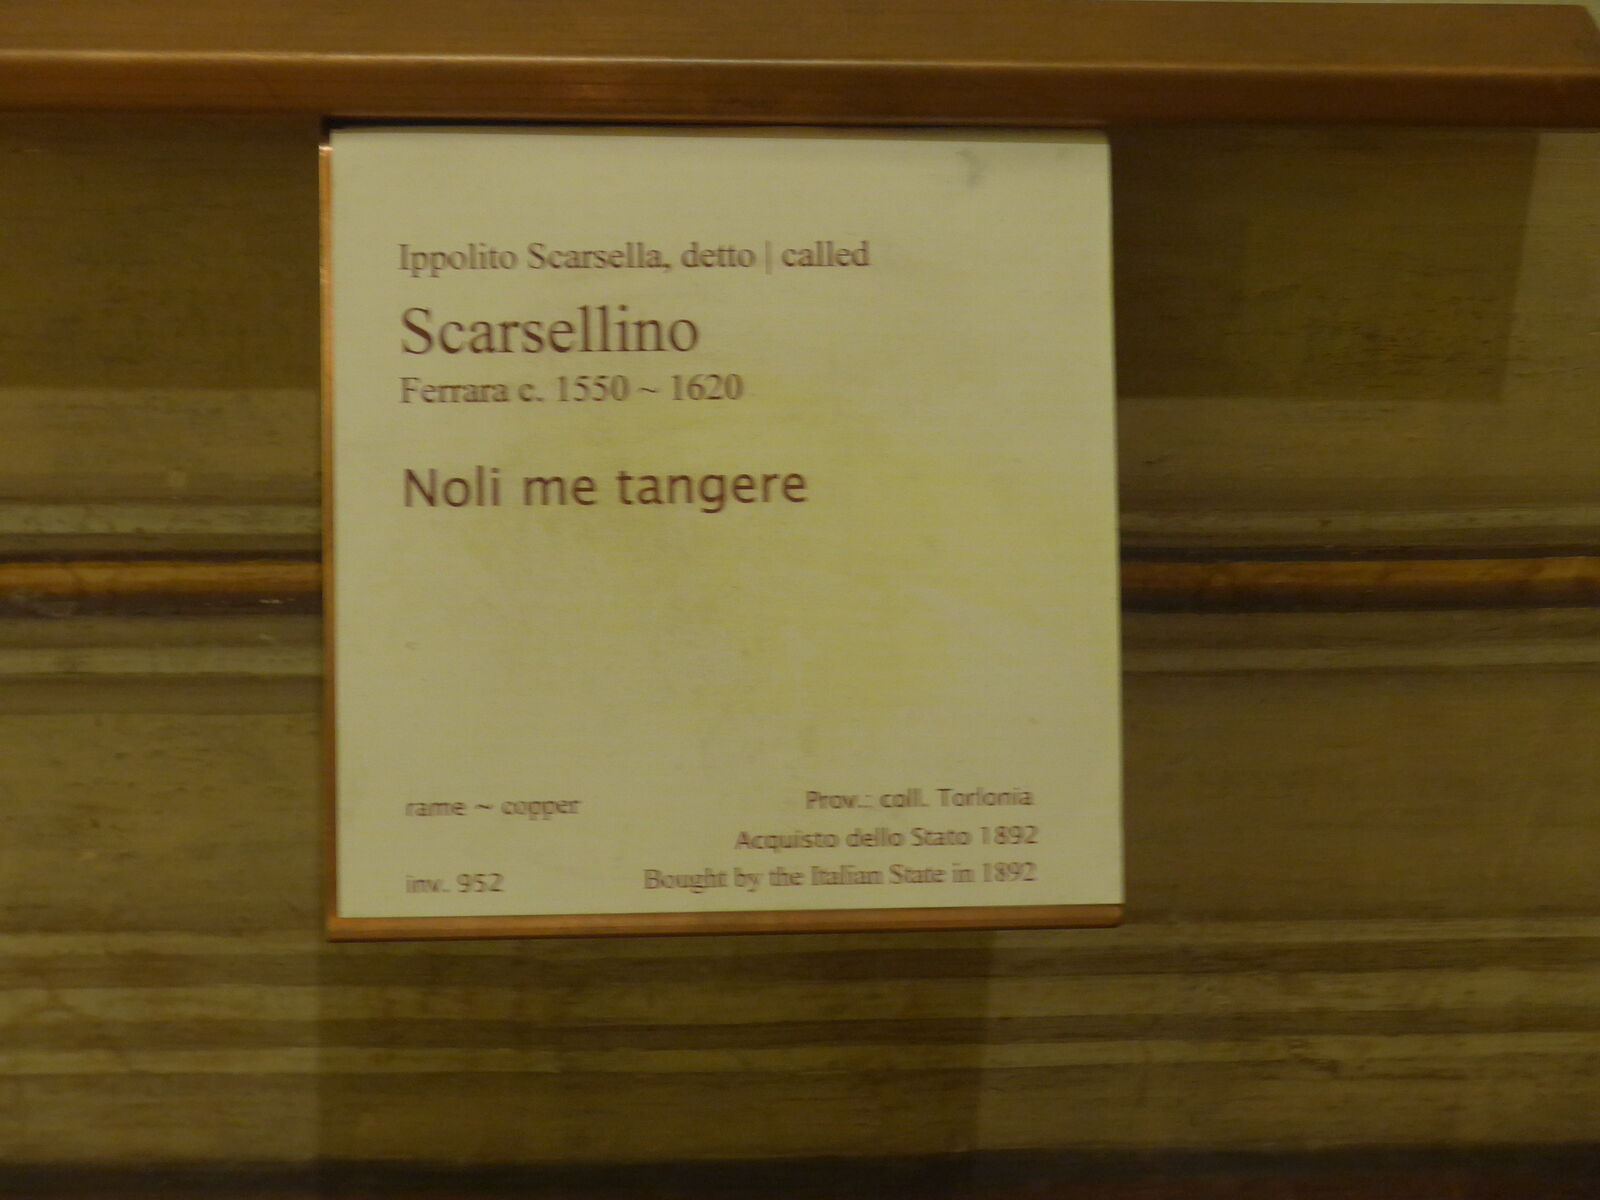 Ippolito Scarsella, detto | called
Scarsellino
Ferrara c. 1550 ~ 1620
Noli me tangere
rame ~ copper
Prov.: coll. Torlonia
Acquisto dello Stato 1892
inv. 952
Bought by the Italian State in 1892